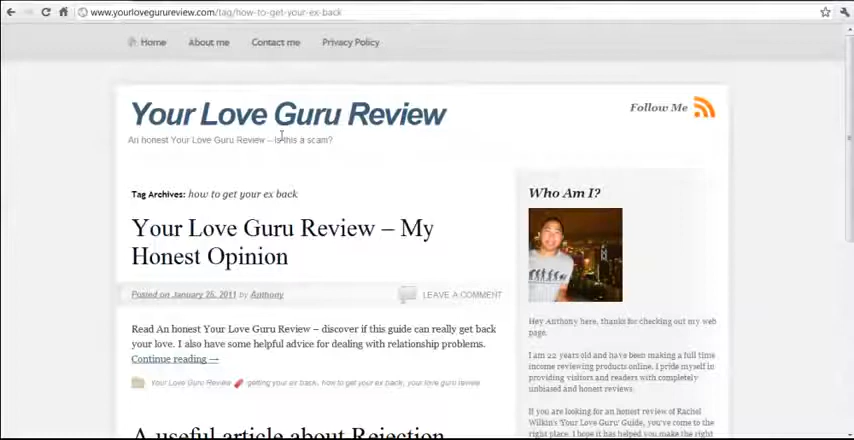 www.yourlovegurureview.com/tag/how-to-get-your-ex-back
Home About me Contact me Privacy Policy
Your Love Guru Review
Follow Me
An honest Your Love Guru Review – Is this a scam?
Tag Archives: how to get your ex back
Your Love Guru Review – My
Honest Opinion
Posted on January 25, 2011 by Anthony
LEAVE A COMMENT
Read An honest Your Love Guru Review – discover if this guide can really get back
your love. I also have some helpful advice for dealing with relationship problems.
Continue reading →
Your Love Guru Review getting your ex back, how to get your ex back, your love guru review
A useful article about Rejection
Who Am I?
Hey Anthony here, thanks for checking out my web
page.
I am 22 years old and have been making a full time
income reviewing products online. I pride myself in
providing visitors and readers with completely
unbiased and honest reviews.
If you are looking for an honest review of Rachel
Wilkin's 'Your Love Guru' Guide, you've come to the
right place. I hope it has helped you make the right